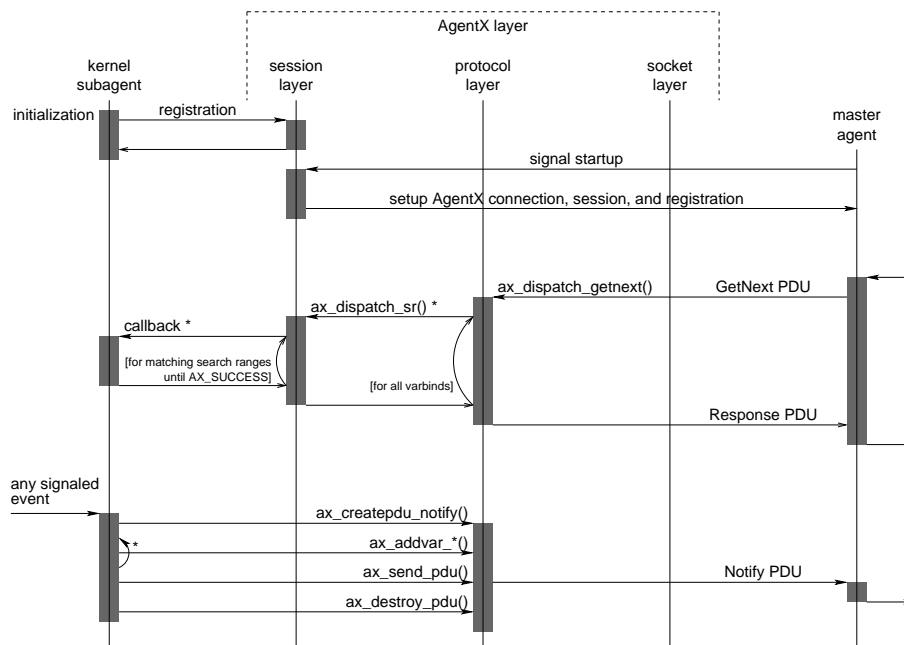 AgentX layer
kernel
subagent
session
layer
protocol
layer
socket
layer
master
agent
initialization
registration
signal startup
setup AgentX connection, session, and registration
ax_dispatch_getnext()
GetNext PDU
ax_dispatch_sr() *
callback *
[for matching search ranges
until AX_SUCCESS]
[for all varbinds]
Response PDU
any signaled
event
ax_createpdu_notify()
*
ax_addvar_*()
ax_send_pdu()
Notify PDU
ax_destroy_pdu()